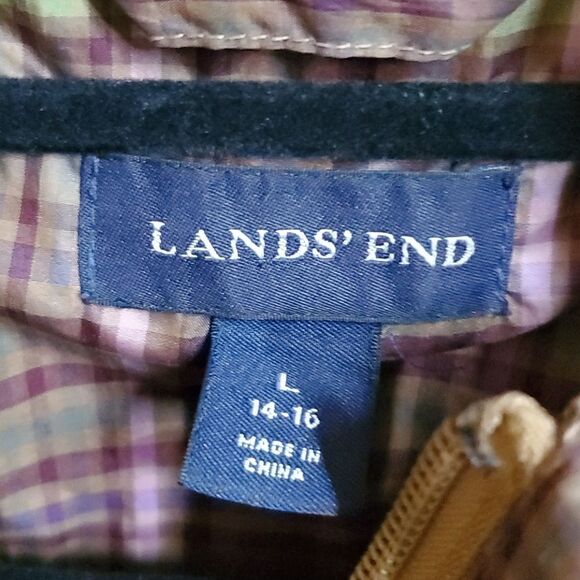 LANDS' END
L
14-16
MADE IN
CHINA